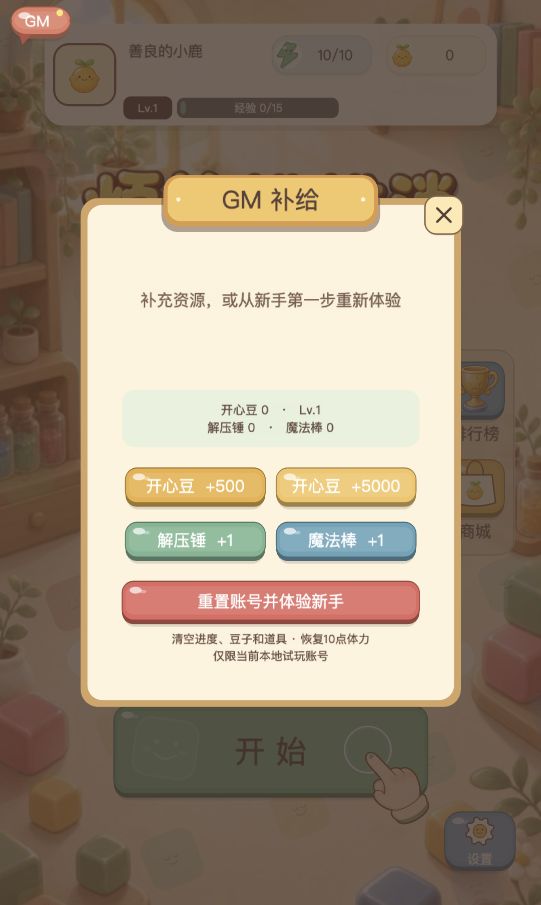 GM
善良的小鹿
10/10
0
Lv.1
经验 0/15
GM 补给
补充资源，或从新手第一步重新体验
开心豆 0 · Lv.1
解压锤 0 · 魔法棒 0
开心豆 +500
开心豆 +5000
解压锤 +1
魔法棒 +1
重置账号并体验新手
清空进度、豆子和道具 · 恢复10点体力
仅限当前本地试玩账号
排行榜
商城
开始
设置